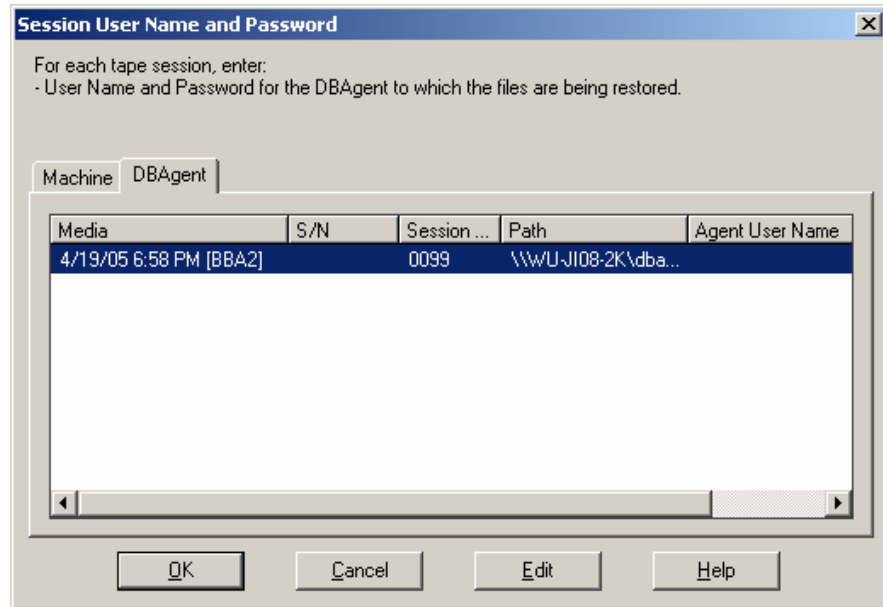 Session User Name and Password
For each tape session, enter:
- User Name and Password for the DBAgent to which the files are being restored.
Machine DBAgent
Media S/N Session ... Path Agent User Name
4/19/05 6:58 PM [BBA2] 0099 \\WU-JI08-2K\dba...
OK Cancel Edit Help